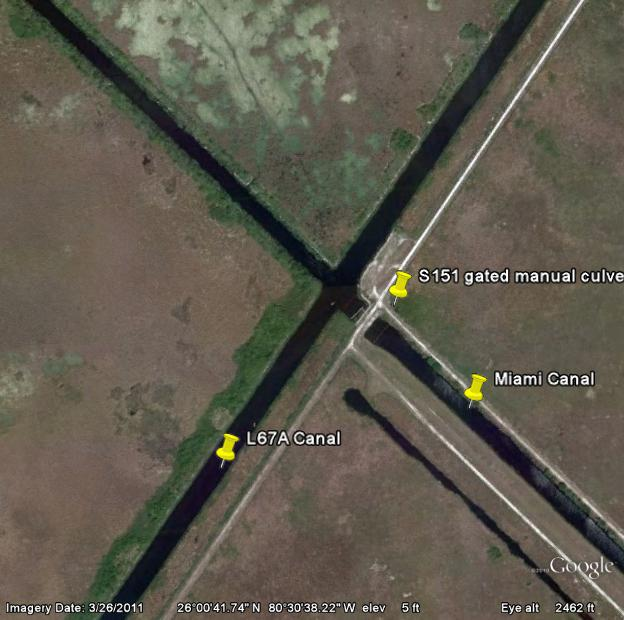 S151 gated manual culve
Miami Canal
L67A Canal
©2010 Google
Imagery Date: 3/26/2011 26°00'41.74" N 80°30'38.22" W elev 5 ft Eye alt 2462 ft